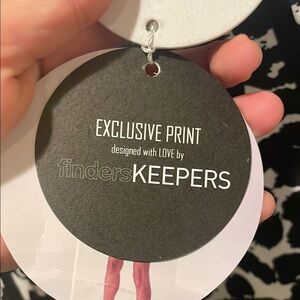 EXCLUSIVE PRINT
designed with LOVE by
findersKEEPERS